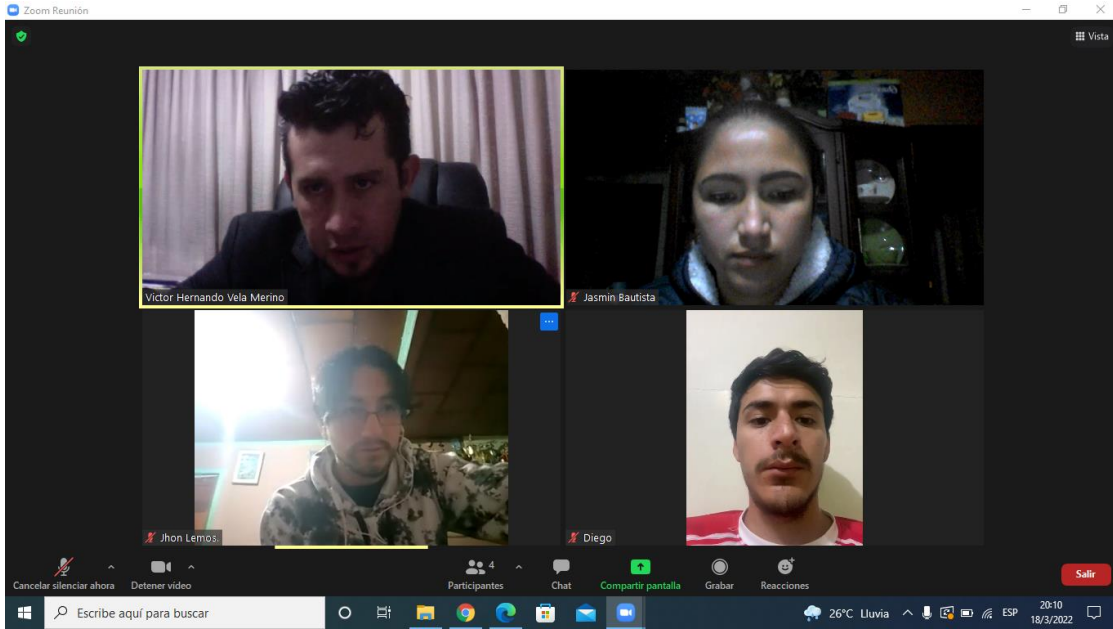 Zoom Reunión
Vista
Victor Hernando Vela Merino
Jasmin Bautista
Jhon Lemos.
Diego
Cancelar silenciar ahora
Detener vídeo
4
Participantes
Chat
Compartir pantalla
Grabar
Reacciones
Salir
Escribe aquí para buscar
26°C Lluvia
ESP
20:10
18/3/2022